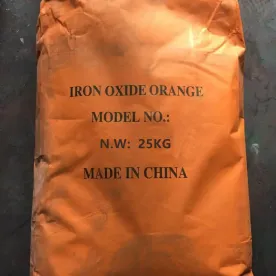 IRON OXIDE ORANGE
MODEL NO.:
N.W: 25KG
MADE IN CHINA